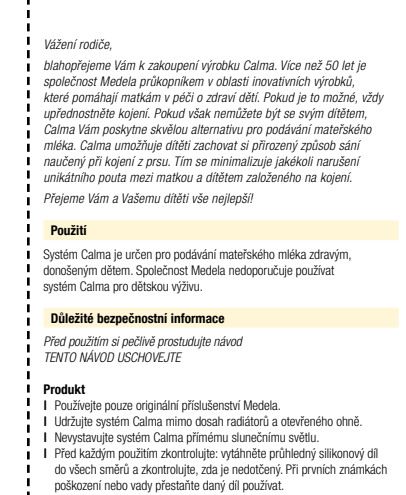 Vážení rodiče,
blahopřejeme Vám k zakoupení výrobku Calma. Více než 50 let je
společnost Medela průkopníkem v oblasti inovativních výrobků,
které pomáhají matkám v péči o zdraví dětí. Pokud je to možné, vždy
upřednostněte kojení. Pokud však nemůžete být se svým dítětem,
Calma Vám poskytne skvělou alternativu pro podávání mateřského
mléka. Calma umožňuje dítěti zachovat si přirozený způsob sání
naučený při kojení z prsu. Tím se minimalizuje jakékoli narušení
unikátního pouta mezi matkou a dítětem založeného na kojení.
Přejeme Vám a Vašemu dítěti vše nejlepší!
Použití
Systém Calma je určen pro podávání mateřského mléka zdravým,
donošeným dětem. Společnost Medela nedoporučuje používat
systém Calma pro dětskou výživu.
Důležité bezpečnostní informace
Před použitím si pečlivě prostudujte návod
TENTO NÁVOD USCHOVEJTE
Produkt
I Používejte pouze originální příslušenství Medela.
I Udržujte systém Calma mimo dosah radiátorů a otevřeného ohně.
I Nevystavujte systém Calma přímému slunečnímu světlu.
I Před každým použitím zkontrolujte: vytáhněte průhledný silikonový díl
do všech směrů a zkontrolujte, zda je nedotčený. Při prvních známkách
poškození nebo vady přestaňte daný díl používat.